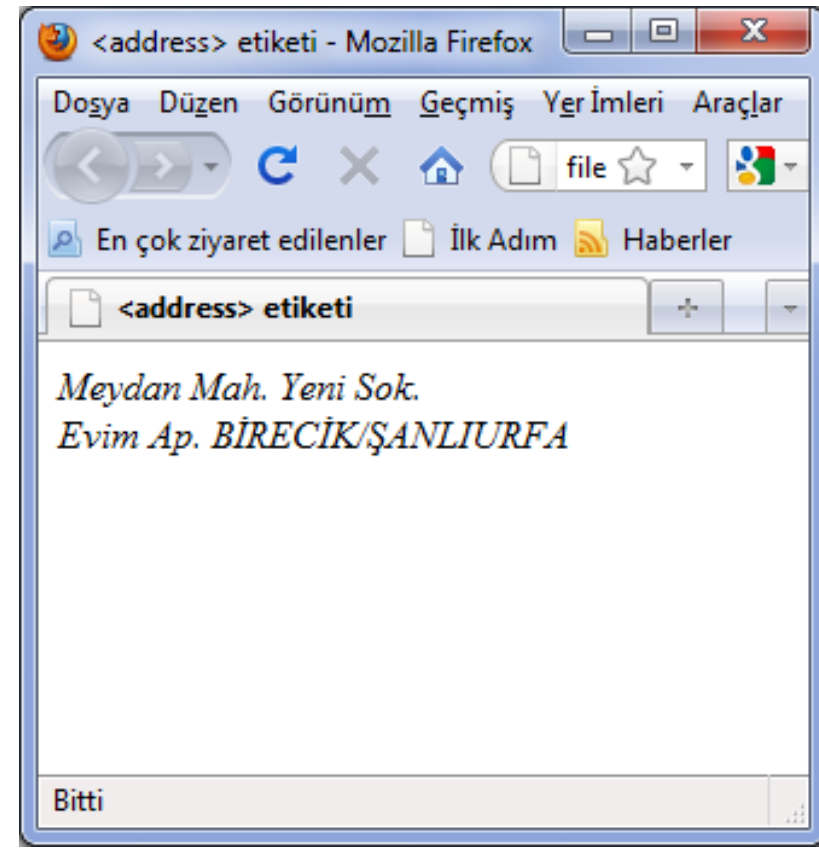 <address> etiketi - Mozilla Firefox
Dosya Düzen Görünüm Geçmiş Yer İmleri Araçlar
file
En çok ziyaret edilenler İlk Adım Haberler
<address> etiketi
Meydan Mah. Yeni Sok.
Evim Ap. BİRECİK/ŞANLIURFA
Bitti